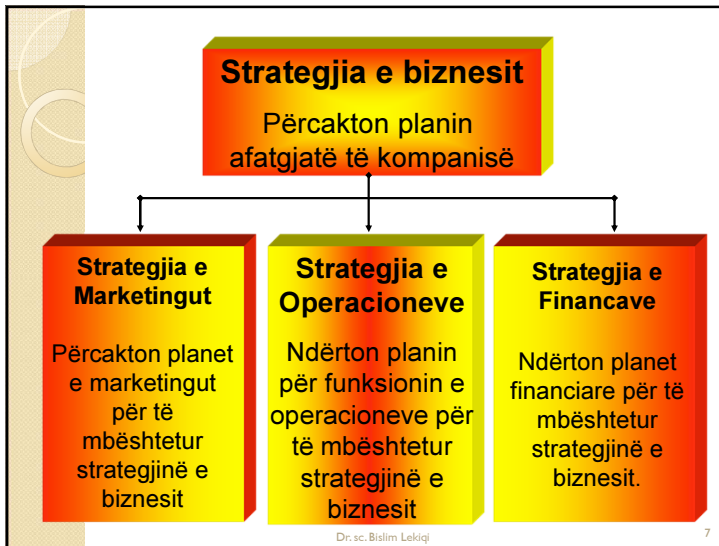 Strategjia e biznesit
Përcakton planin
afatgjatë të kompanisë
Strategjia e
Marketingut
Përcakton planet
e marketingut
për të
mbështetur
strategjinë e
biznesit
Strategjia e
Operacioneve
Ndërton planin
për funksionin e
operacioneve për
të mbështetur
strategjinë e
biznesit
Strategjia e
Financave
Ndërton planet
financiare për të
mbështetur
strategjinë e
biznesit.
Dr. sc. Bislim Lekiqi
7